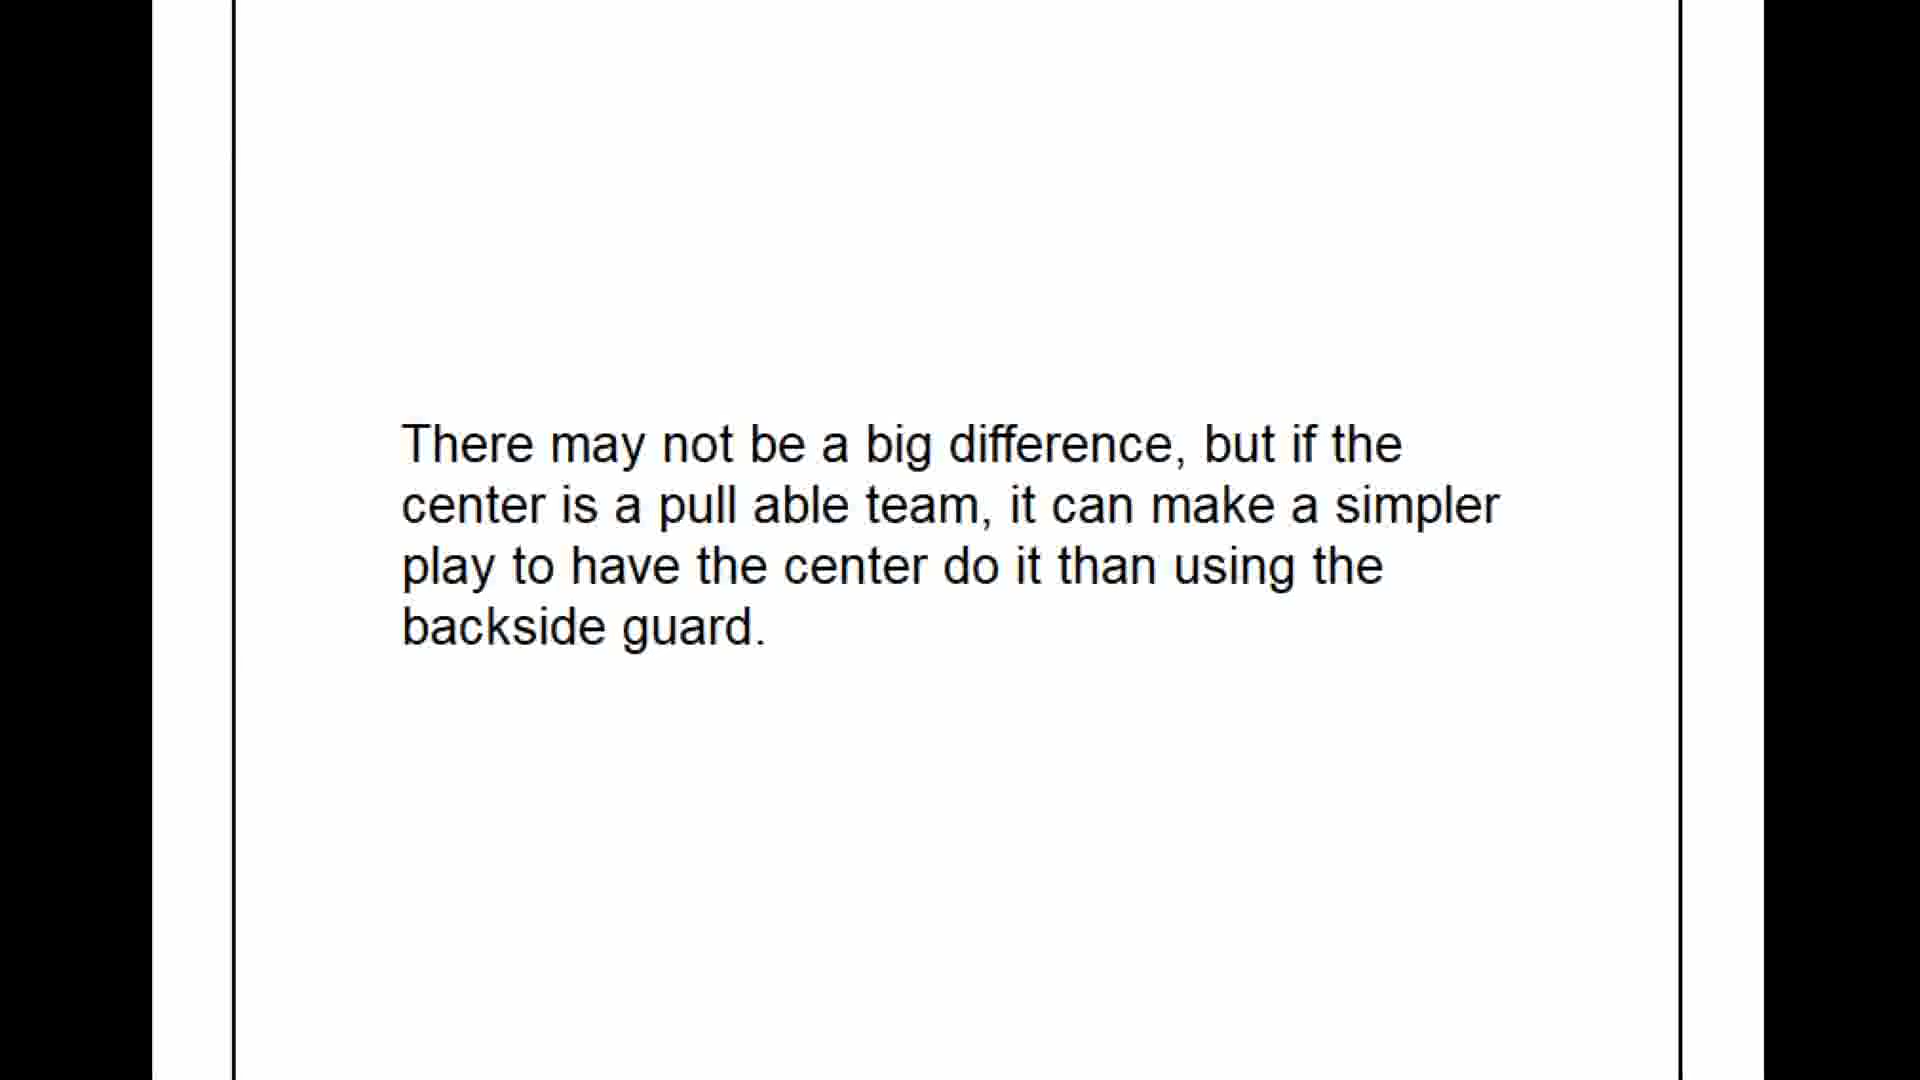 There may not be a big difference, but if the
center is a pull able team, it can make a simpler
play to have the center do it than using the
backside guard.